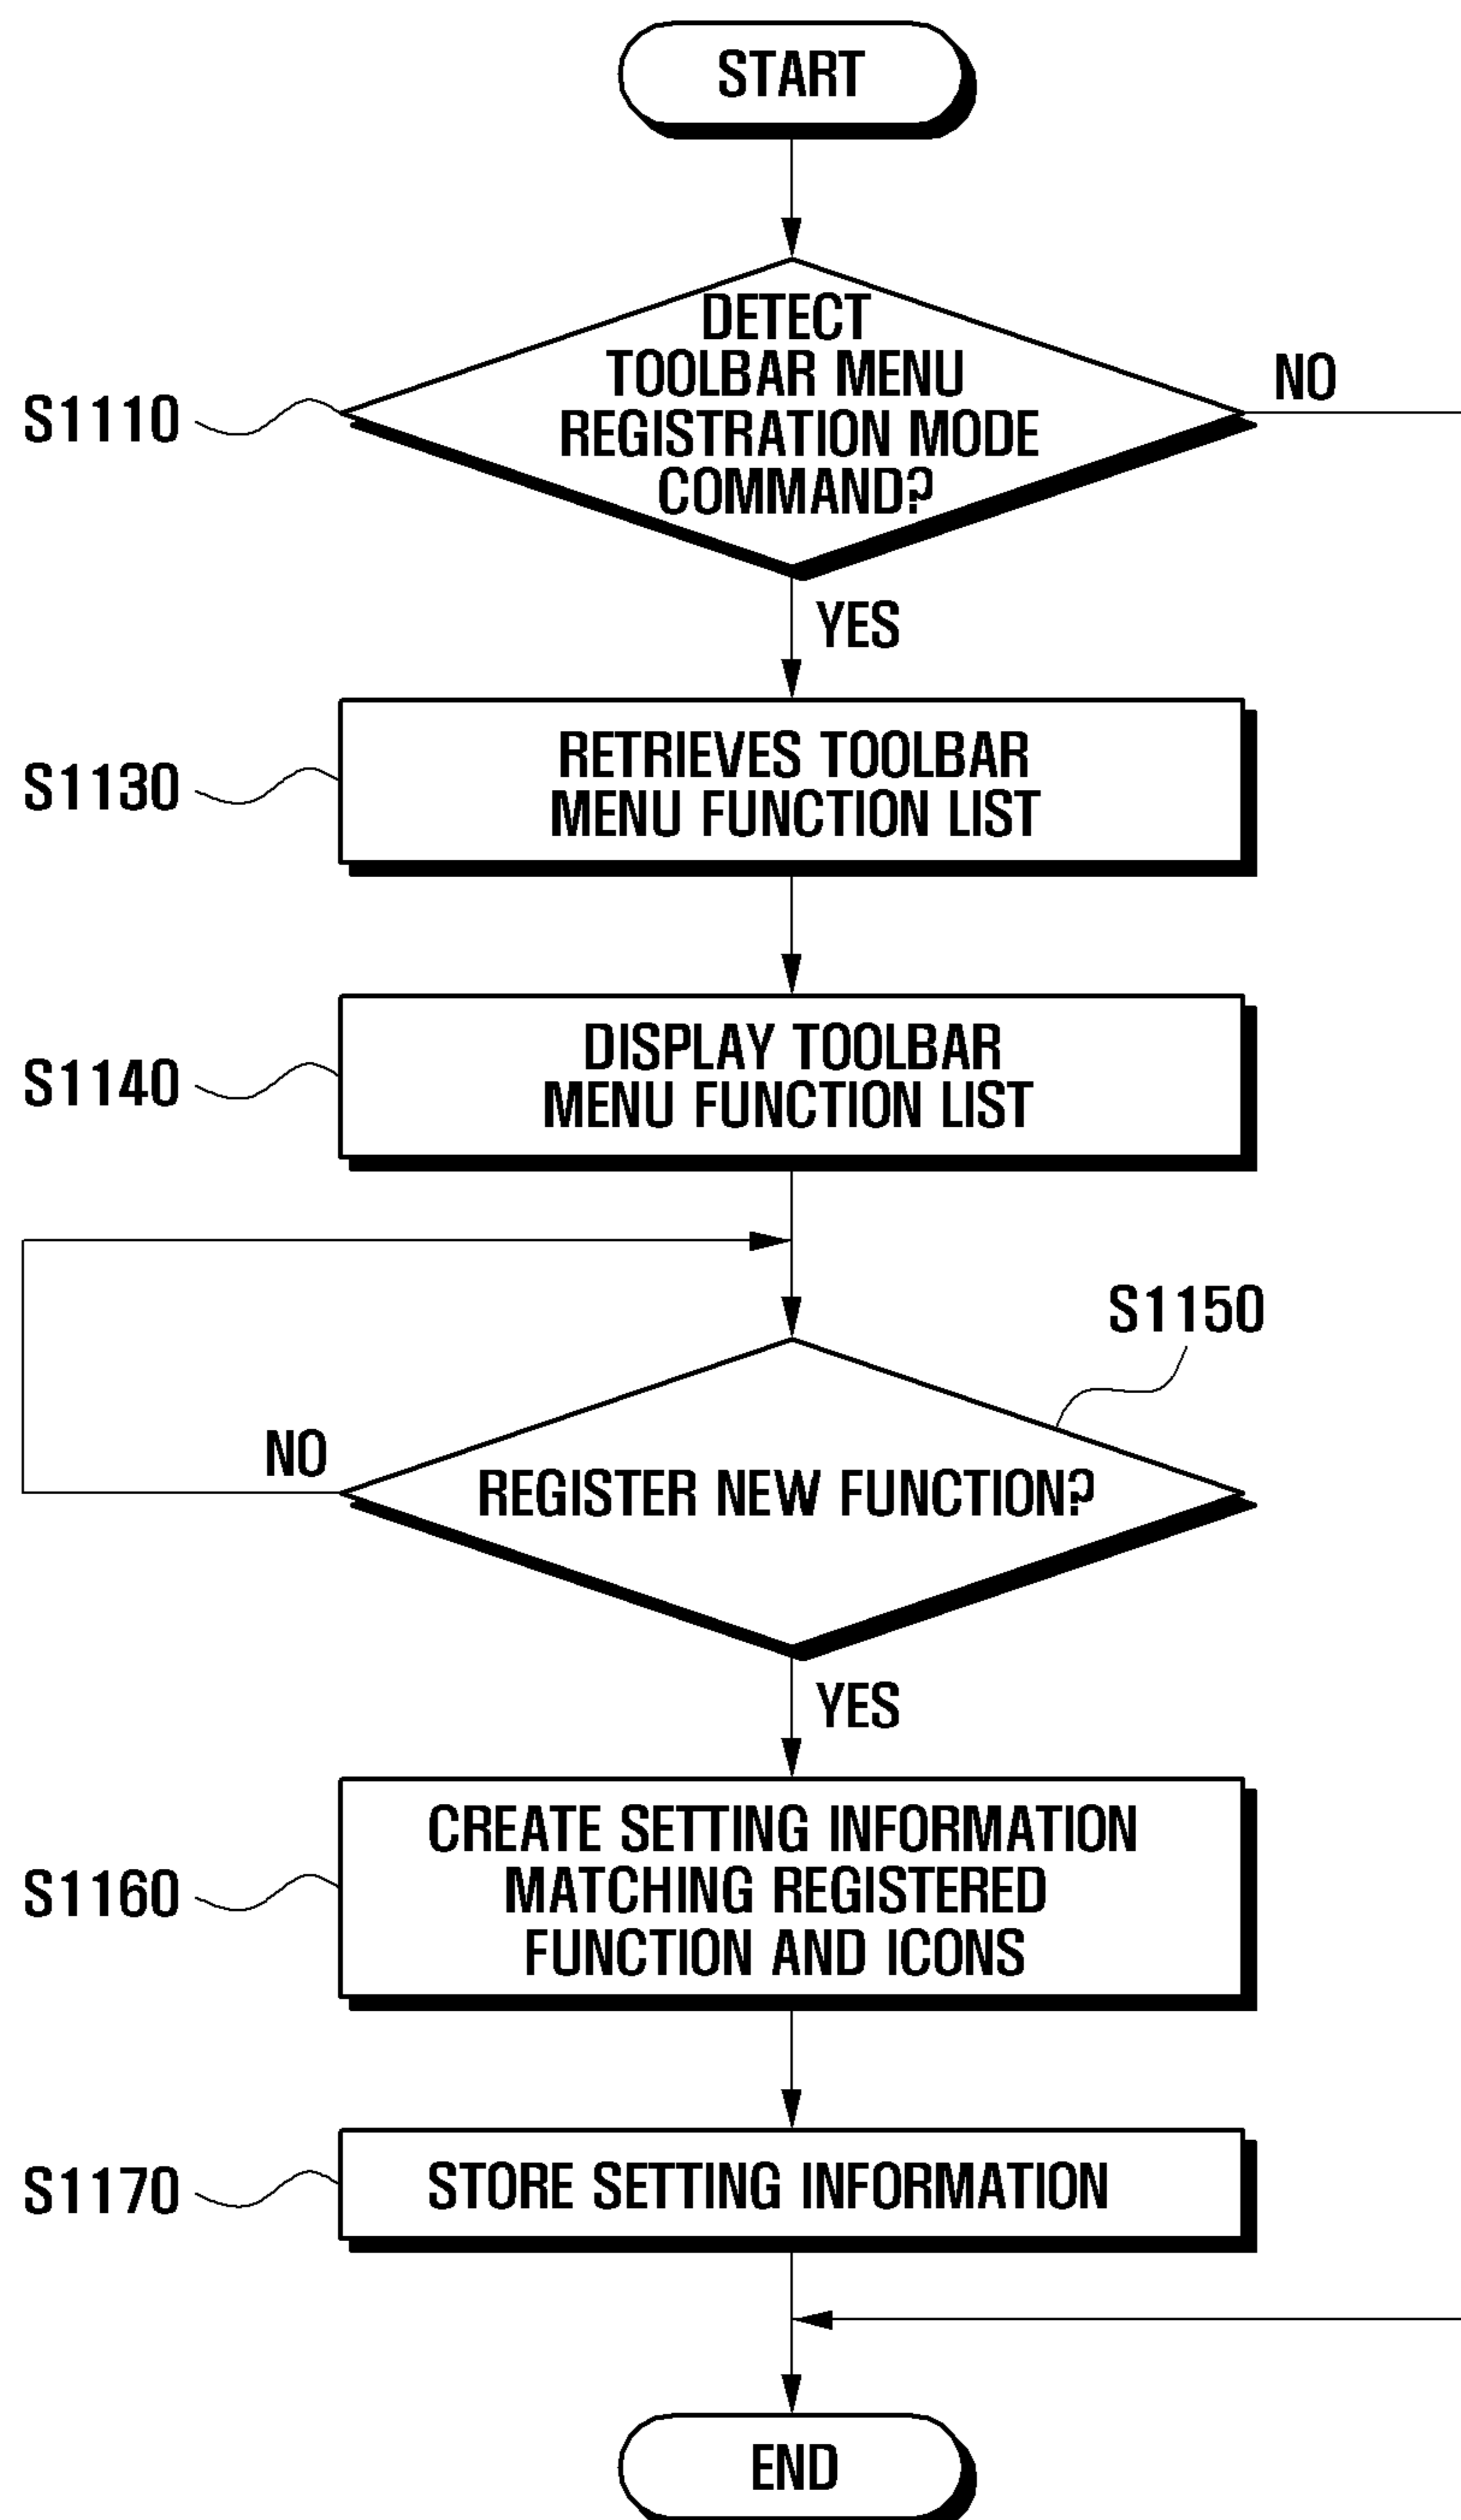 START
DETECT
TOOLBAR MENU
REGISTRATION MODE
COMMAND?
NO
S1110
YES
RETRIEVES TOOLBAR
MENU FUNCTION LIST
S1130
DISPLAY TOOLBAR
MENU FUNCTION LIST
S1140
S1150
NO
REGISTER NEW FUNCTION?
YES
CREATE SETTING INFORMATION
MATCHING REGISTERED
FUNCTION AND ICONS
S1160
STORE SETTING INFORMATION
S1170
END